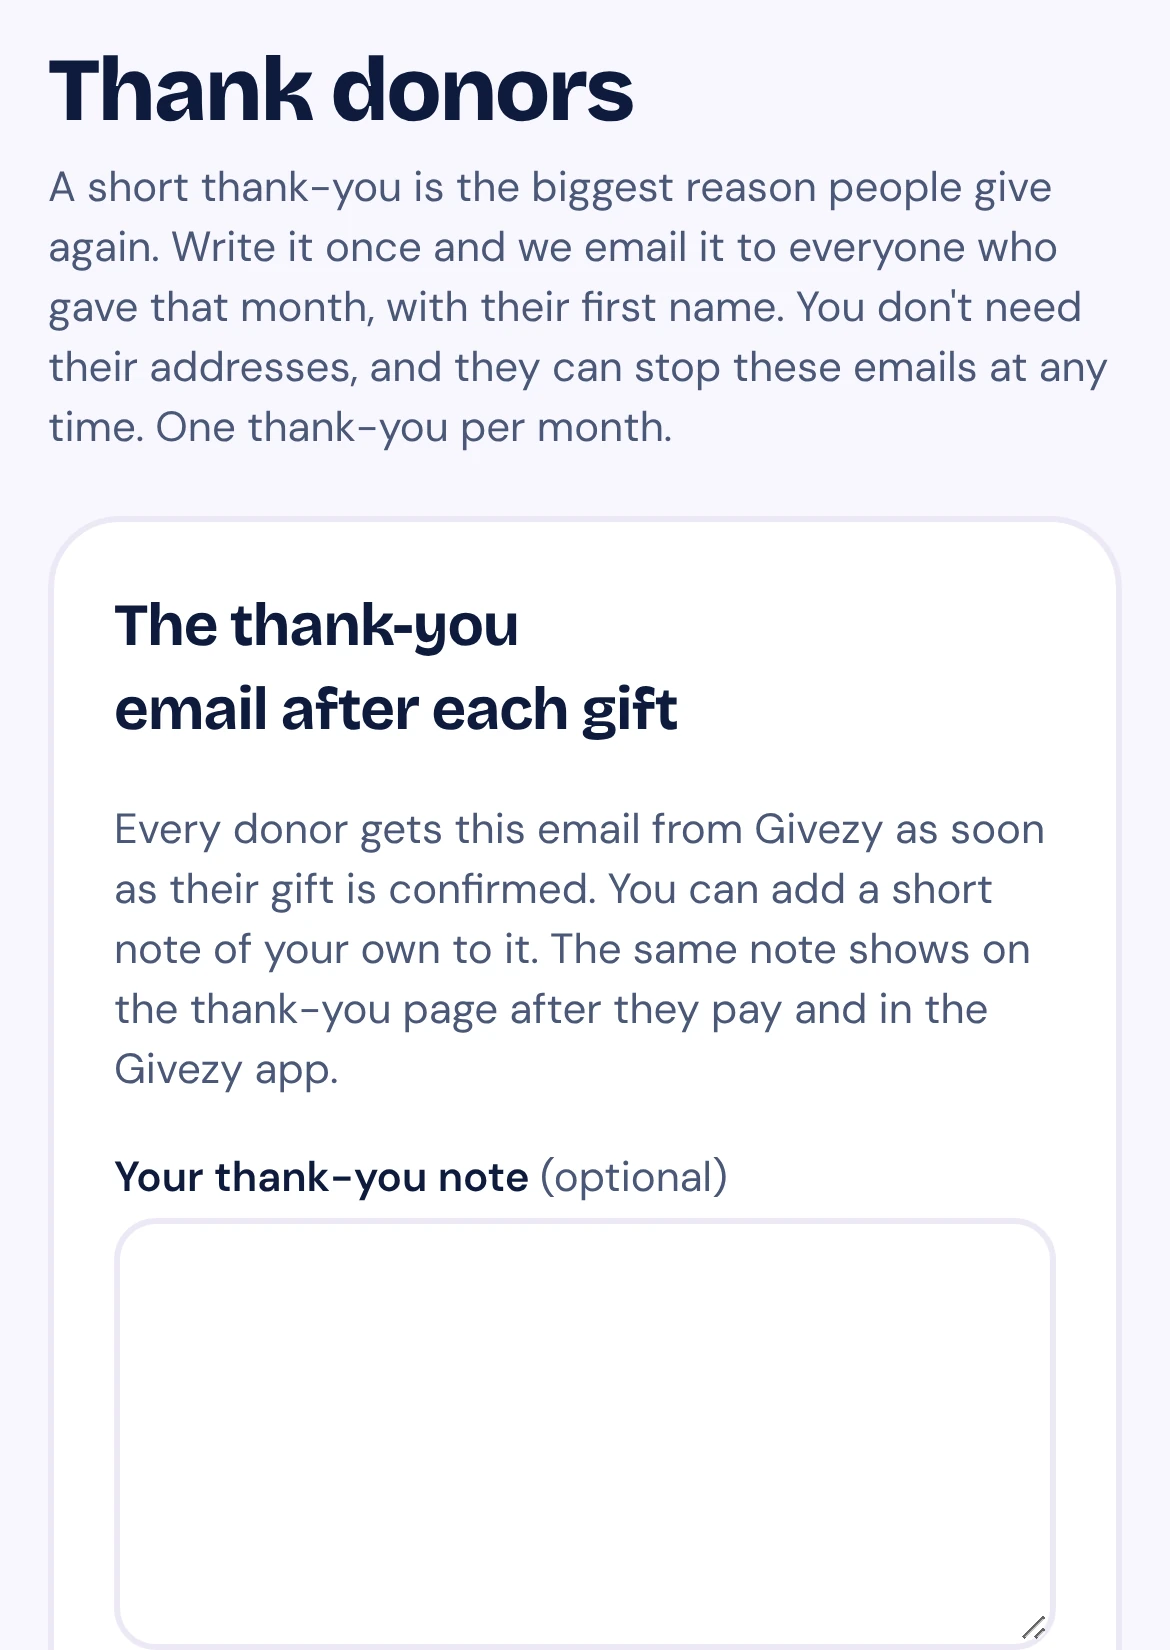 Thank donors
A short thank-you is the biggest reason people give
again. Write it once and we email it to everyone who
gave that month, with their first name. You don't need
their addresses, and they can stop these emails at any
time. One thank-you per month.
The thank-you
email after each gift
Every donor gets this email from Givezy as soon
as their gift is confirmed. You can add a short
note of your own to it. The same note shows on
the thank-you page after they pay and in the
Givezy app.
Your thank-you note (optional)